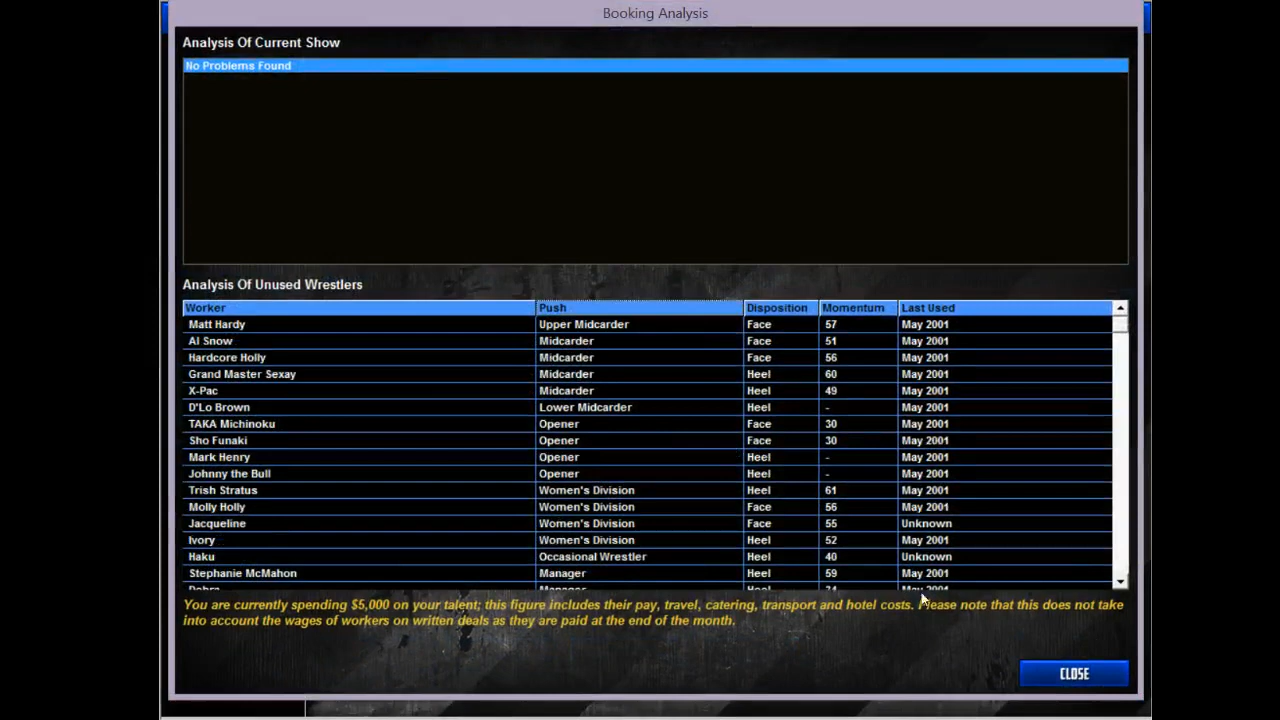 Booking Analysis
Analysis Of Current Show
No Problems Found
Analysis Of Unused Wrestlers
Worker Push Disposition Momentum Last Used
Matt Hardy Upper Midcarder Face 57 May 2001
Al Snow Midcarder Face 51 May 2001
Hardcore Holly Midcarder Face 56 May 2001
Grand Master Sexay Midcarder Heel 60 May 2001
X-Pac Midcarder Heel 49 May 2001
D'Lo Brown Lower Midcarder Heel - May 2001
TAKA Michinoku Opener Face 30 May 2001
Sho Funaki Opener Face 30 May 2001
Mark Henry Opener Heel - May 2001
Johnny the Bull Opener Heel - May 2001
Trish Stratus Women's Division Heel 61 May 2001
Molly Holly Women's Division Face 56 May 2001
Jacqueline Women's Division Face 55 Unknown
Ivory Women's Division Heel 52 May 2001
Haku Occasional Wrestler Heel 40 Unknown
Stephanie McMahon Manager Heel 59 May 2001
Debra Manager Heel May 2001
You are currently spending $5,000 on your talent; this figure includes their pay, travel, catering, transport and hotel costs. Please note that this does not take
into account the wages of workers on written deals as they are paid at the end of the month.
CLOSE